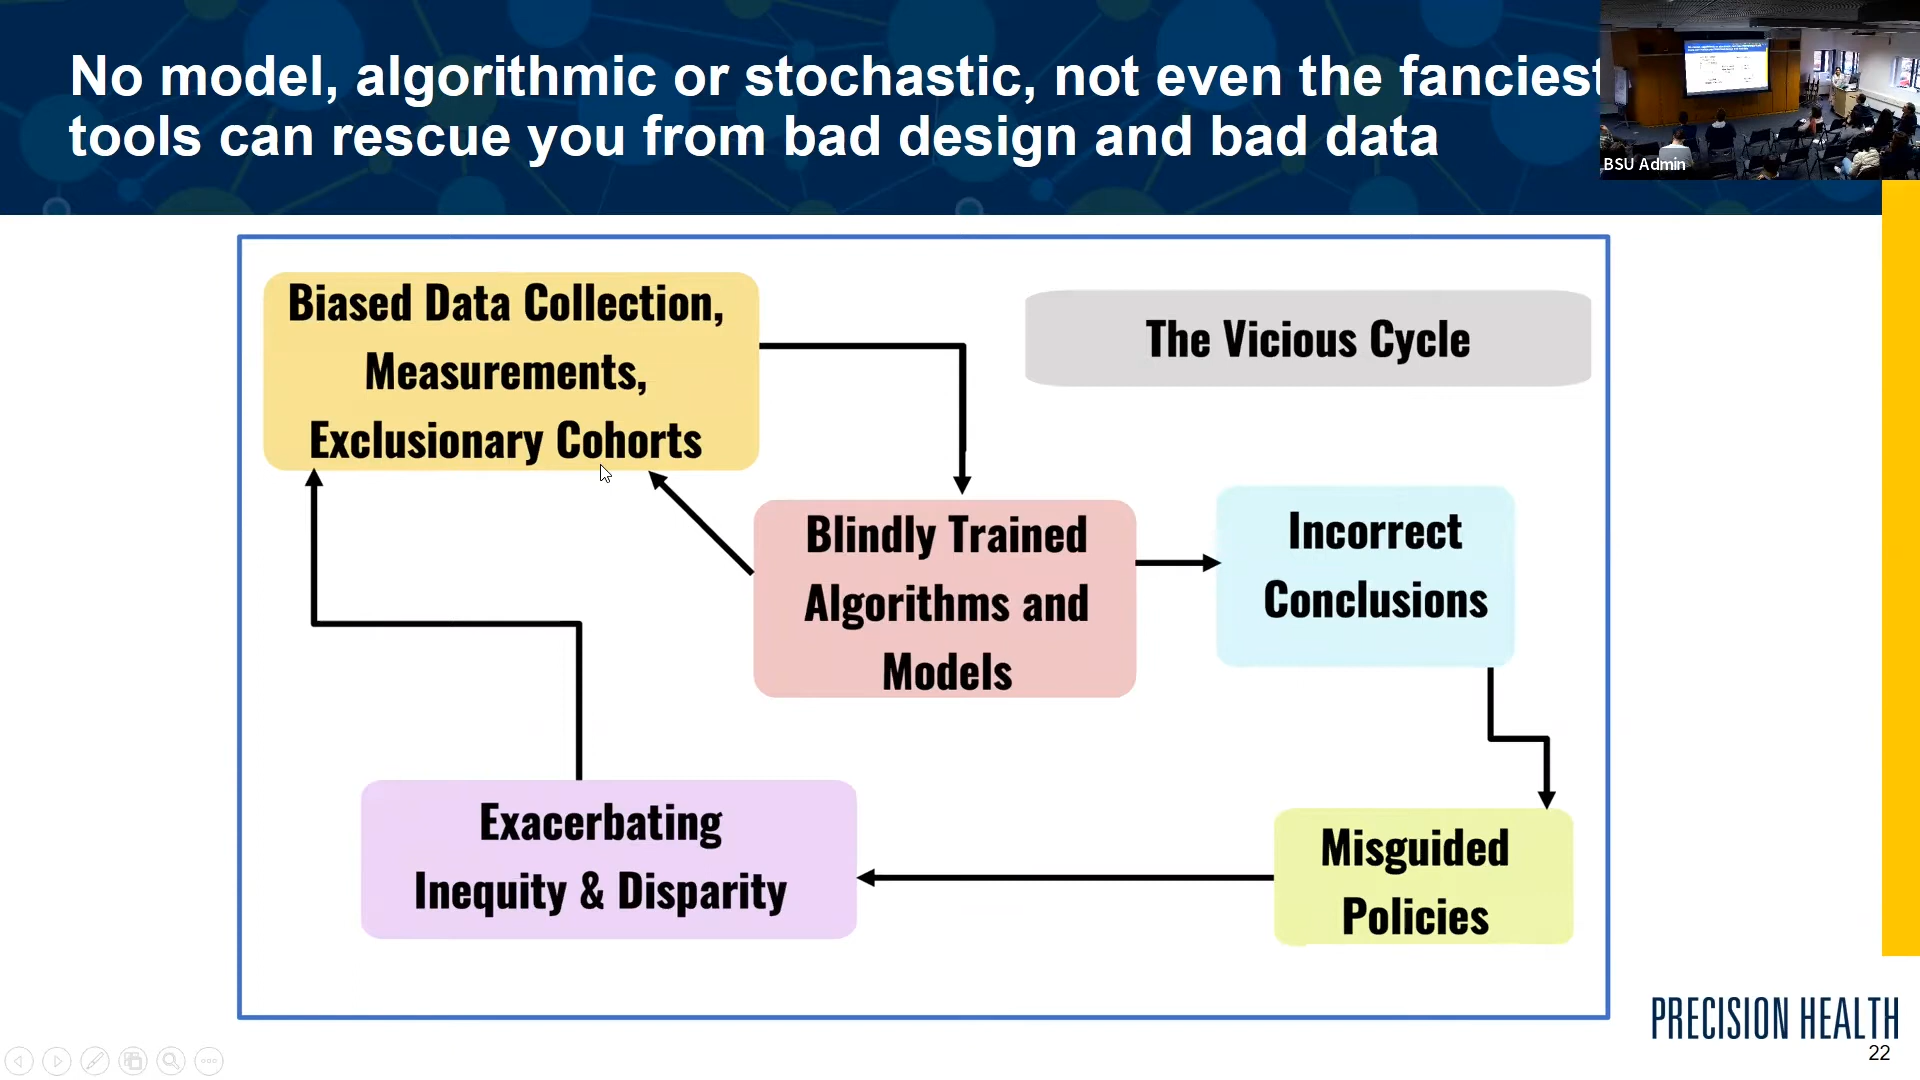 No model, algorithmic or stochastic, not even the fanciest
tools can rescue you from bad design and bad data
BSU Admin
Biased Data Collection,
Measurements,
Exclusionary Cohorts
The Vicious Cycle
Blindly Trained
Algorithms and
Models
Incorrect
Conclusions
Exacerbating
Inequity & Disparity
Misguided
Policies
PRECISION HEALTH
22